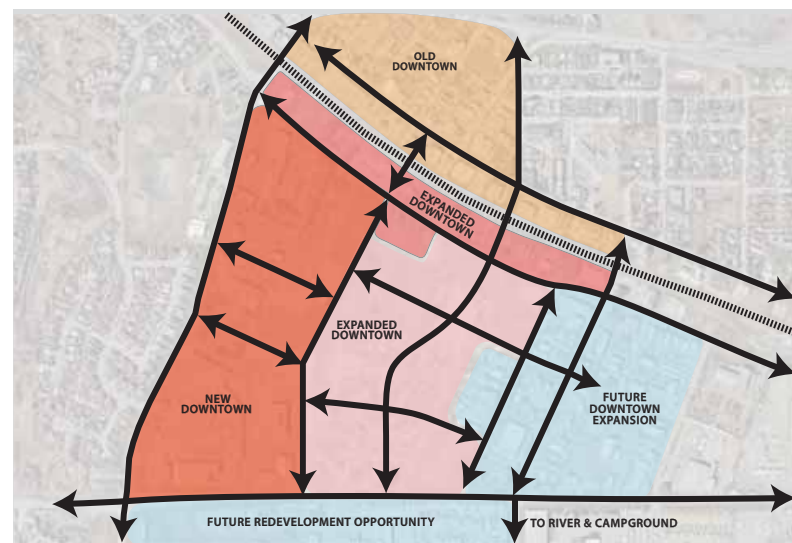 OLD
DOWNTOWN
EXPANDED
DOWNTOWN
EXPANDED
DOWNTOWN
NEW
DOWNTOWN
FUTURE
DOWNTOWN
EXPANSION
FUTURE REDEVELOPMENT OPPORTUNITY
TO RIVER & CAMPGROUND